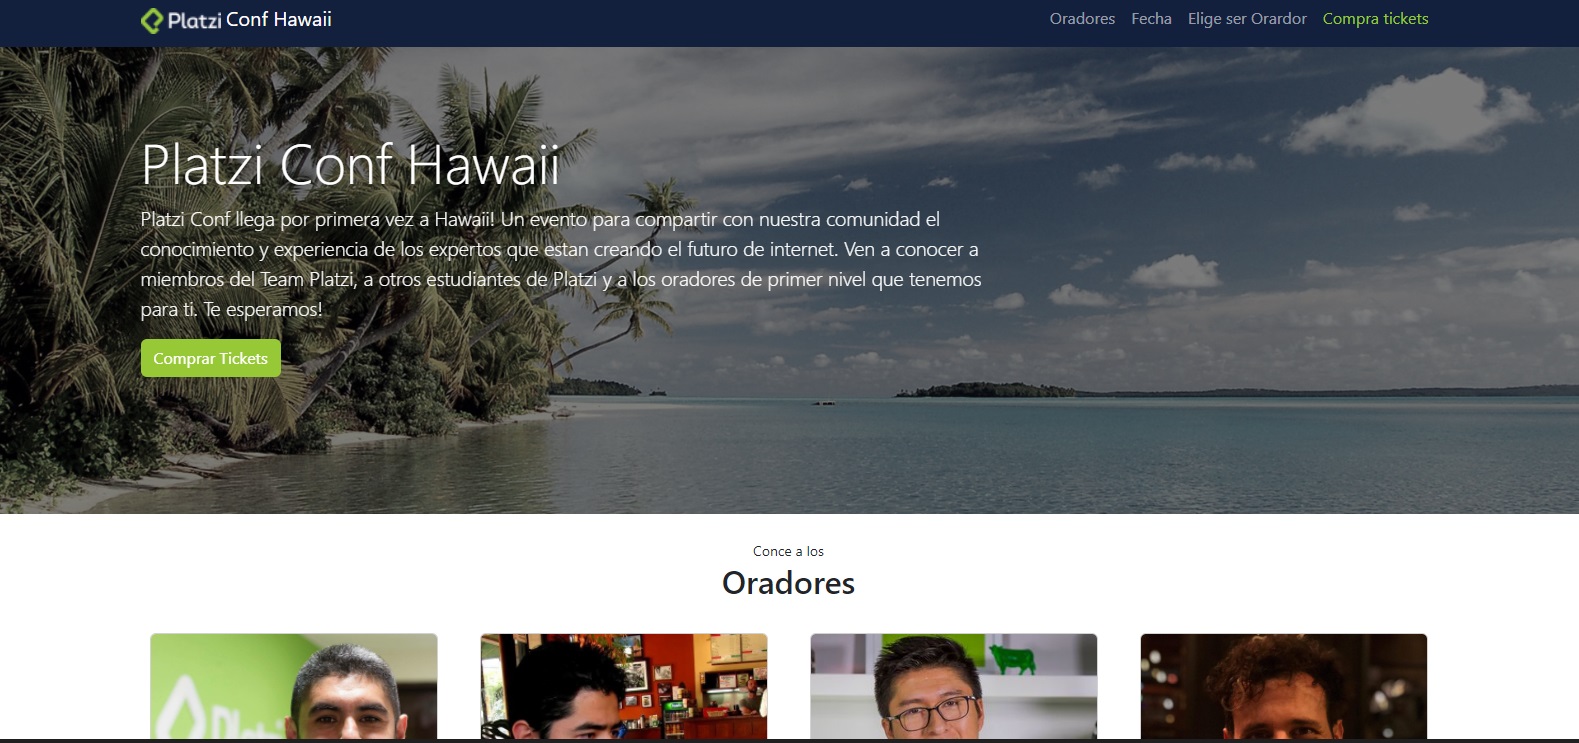 Platzi Conf Hawaii
Oradores Fecha Elige ser Orardor Compra tickets
Platzi Conf Hawaii
Platzi Conf llega por primera vez a Hawaii! Un evento para compartir con nuestra comunidad el
conocimiento y experiencia de los expertos que estan creando el futuro de internet. Ven a conocer a
miembros del Team Platzi, a otros estudiantes de Platzi y a los oradores de primer nivel que tenemos
para ti. Te esperamos!
Comprar Tickets
Conce a los
Oradores